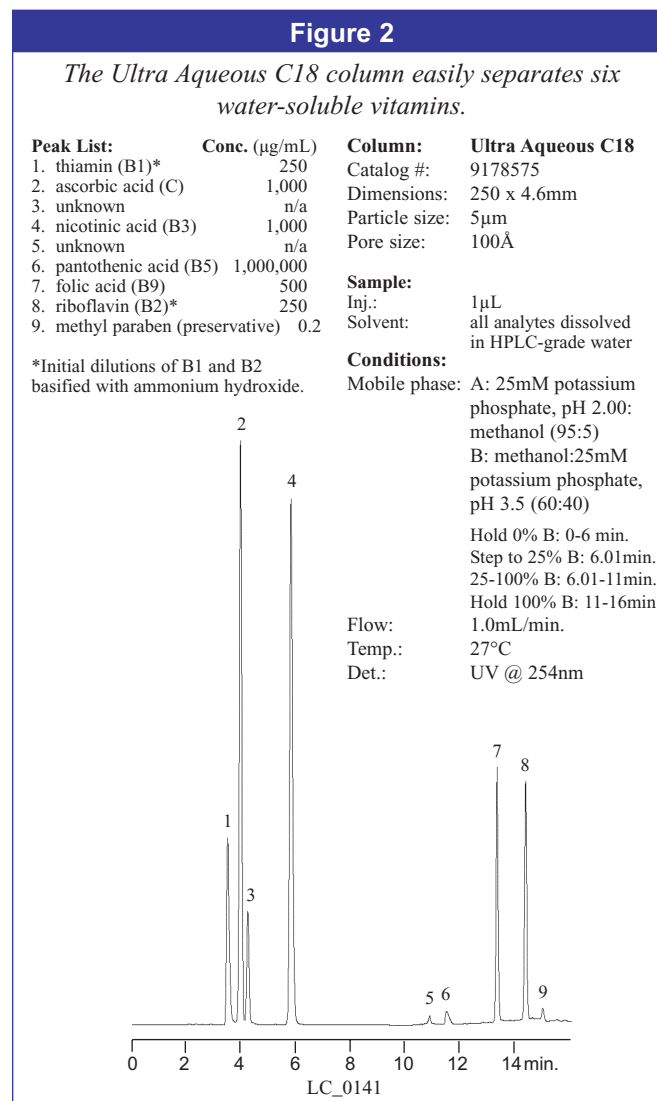 Figure 2
The Ultra Aqueous C18 column easily separates six
water-soluble vitamins.
Peak List: Conc. (µg/mL)
1. thiamin (B1)* 250
2. ascorbic acid (C) 1,000
3. unknown n/a
4. nicotinic acid (B3) 1,000
5. unknown n/a
6. pantothenic acid (B5) 1,000,000
7. folic acid (B9) 500
8. riboflavin (B2)* 250
9. methyl paraben (preservative) 0.2
*Initial dilutions of B1 and B2
basified with ammonium hydroxide.
Column: Ultra Aqueous C18
Catalog #: 9178575
Dimensions: 250 x 4.6mm
Particle size: 5µm
Pore size: 100Å
Sample:
Inj.: 1µL
Solvent: all analytes dissolved
in HPLC-grade water
Conditions:
Mobile phase: A: 25mM potassium
phosphate, pH 2.00:
methanol (95:5)
B: methanol:25mM
potassium phosphate,
pH 3.5 (60:40)
Hold 0% B: 0-6 min.
Step to 25% B: 6.01min.
25-100% B: 6.01-11min.
Hold 100% B: 11-16min
Flow: 1.0mL/min.
Temp.: 27°C
Det.: UV @ 254nm
2
4
7
8
1
3
5 6 9
0 2 4 6 8 10 12 14 min.
LC_0141